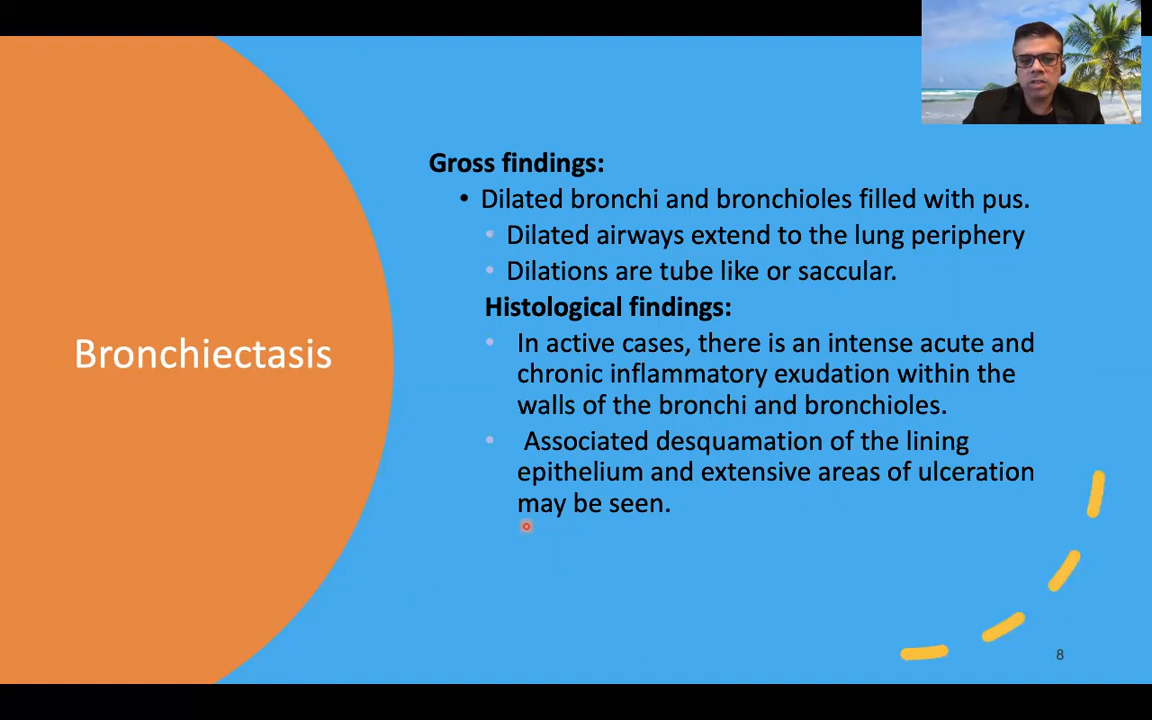 Bronchiectasis
Gross findings:
• Dilated bronchi and bronchioles filled with pus.
• Dilated airways extend to the lung periphery
• Dilations are tube like or saccular.
Histological findings:
• In active cases, there is an intense acute and
chronic inflammatory exudation within the
walls of the bronchi and bronchioles.
• Associated desquamation of the lining
epithelium and extensive areas of ulceration
may be seen.
8